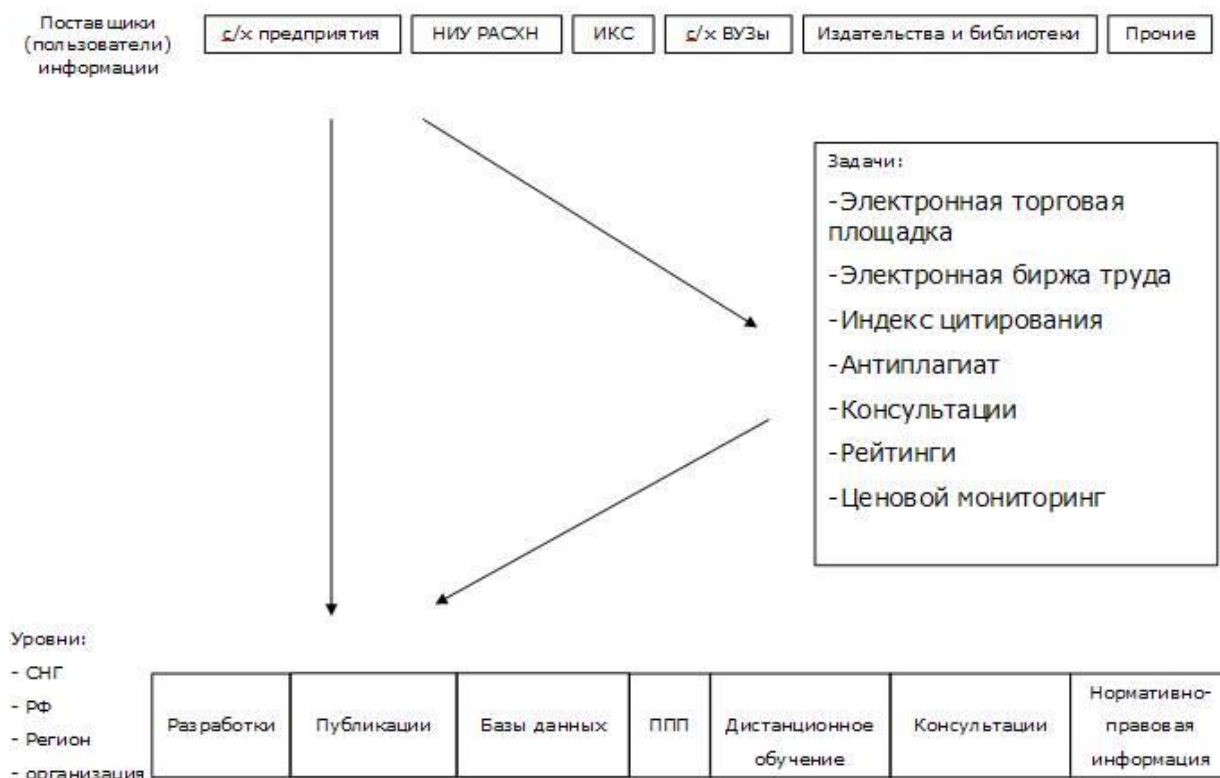 Поставщики
(пользователи)
информации
с/х предприятия
НИУ РАСХН
ИКС
с/х ВУЗы
Издательства и библиотеки
Прочие
Задачи:
-Электронная торговая
площадка
-Электронная биржа труда
-Индекс цитирования
-Антиплагиат
-Консультации
-Рейтинги
-Ценовой мониторинг
Уровни:
- СНГ
- РФ
- Регион
- организация
Разработки
Публикации
Базы данных
ППП
Дистанционное
обучение
Консультации
Нормативно-
правовая
информация